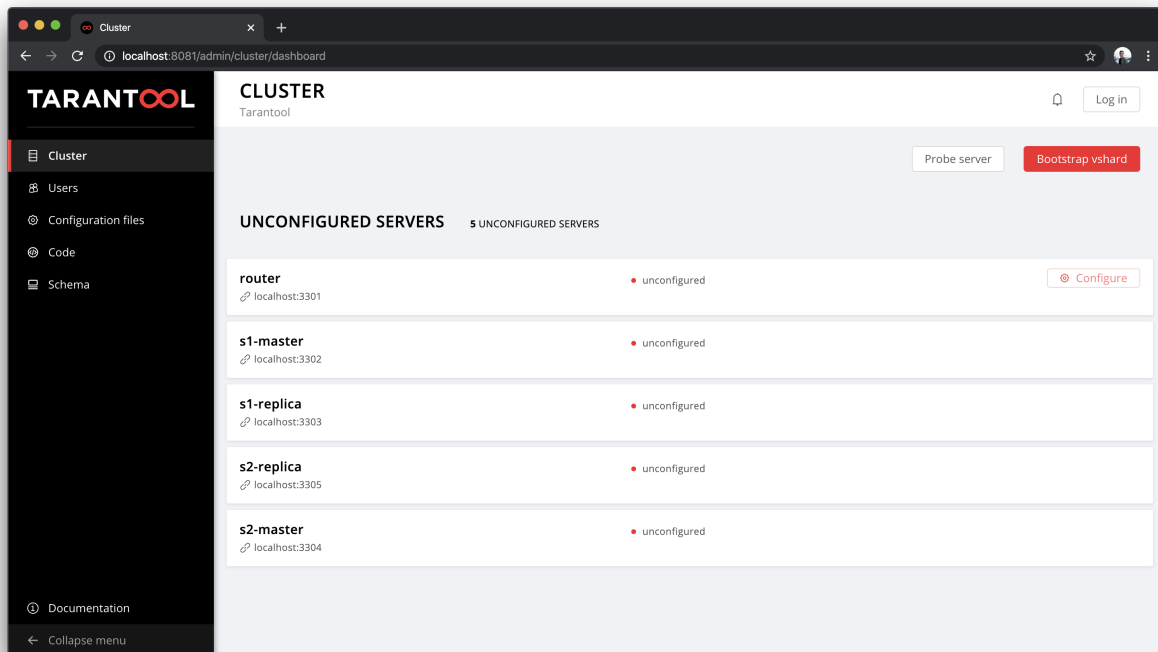 Cluster
localhost:8081/admin/cluster/dashboard
TARANTOOL
Cluster
Users
Configuration files
Code
Schema
Documentation
Collapse menu
CLUSTER
Tarantool
Log in
Probe server
Bootstrap vshard
UNCONFIGURED SERVERS 5 UNCONFIGURED SERVERS
router
localhost:3301
unconfigured
Configure
s1-master
localhost:3302
unconfigured
s1-replica
localhost:3303
unconfigured
s2-replica
localhost:3305
unconfigured
s2-master
localhost:3304
unconfigured